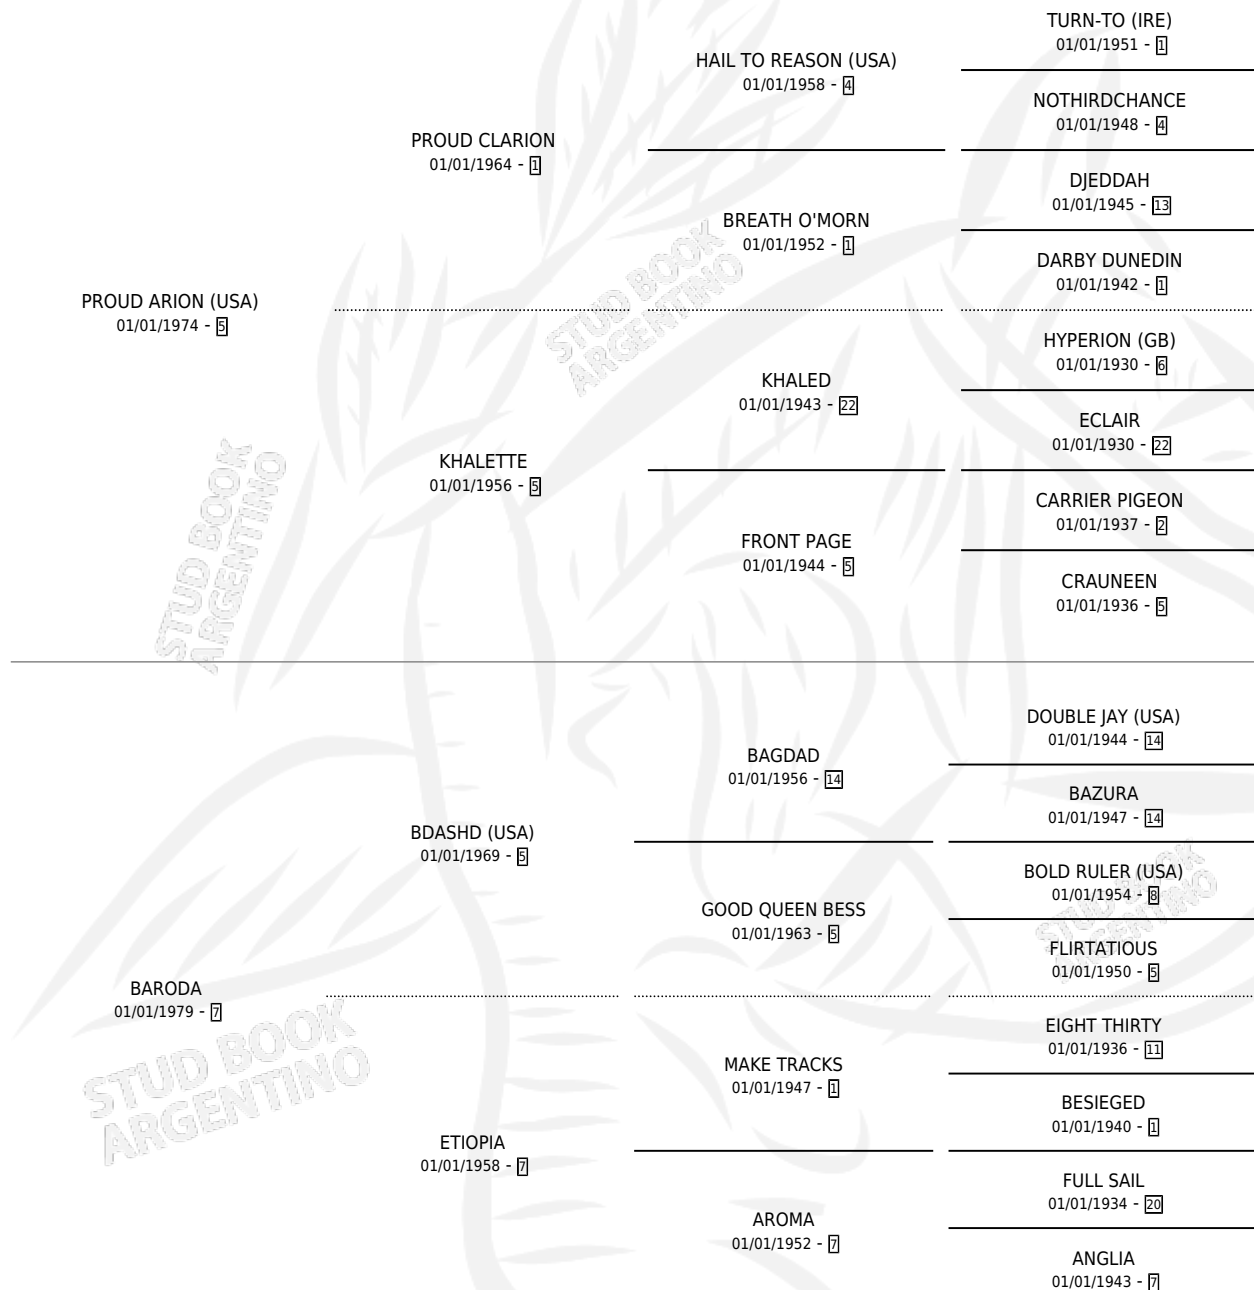 TURN-TO (IRE)
01/01/1951 - 1
HAIL TO REASON (USA)
01/01/1958 - 4
NOTHIRDCHANCE
01/01/1948 - 4
PROUD CLARION
01/01/1964 - 1
DJEDDAH
01/01/1945 - 13
BREATH O'MORN
01/01/1952 - 1
DARBY DUNEDIN
01/01/1942 - 1
PROUD ARION (USA)
01/01/1974 - 5
HYPERION (GB)
01/01/1930 - 6
KHALED
01/01/1943 - 22
ECLAIR
01/01/1930 - 22
KHALETTE
01/01/1956 - 5
CARRIER PIGEON
01/01/1937 - 2
FRONT PAGE
01/01/1944 - 5
CRAUNEEN
01/01/1936 - 5
DOUBLE JAY (USA)
01/01/1944 - 14
BAGDAD
01/01/1956 - 14
BAZURA
01/01/1947 - 14
BDASHD (USA)
01/01/1969 - 5
BOLD RULER (USA)
01/01/1954 - 8
GOOD QUEEN BESS
01/01/1963 - 5
FLIRTATIOUS
01/01/1950 - 5
BARODA
01/01/1979 - 7
EIGHT THIRTY
01/01/1936 - 11
MAKE TRACKS
01/01/1947 - 1
BESIEGED
01/01/1940 - 1
ETIOPIA
01/01/1958 - 7
FULL SAIL
01/01/1934 - 20
AROMA
01/01/1952 - 7
ANGLIA
01/01/1943 - 7
STUD BOOK
ARGENTINO
STUD BOOK
ARGENTINO
STUD BOOK
ARGENTINO
STUD BOOK
ARGENTINO